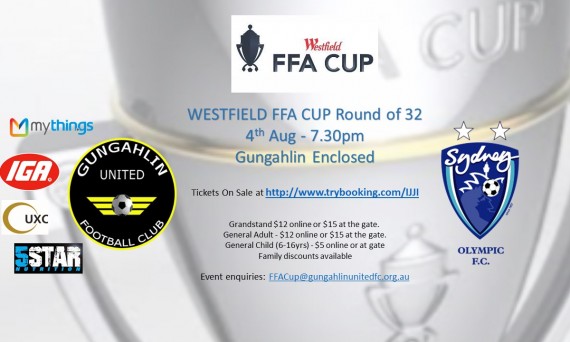 Westfield
FFA CUP
A CUP
WESTFIELD FFA CUP Round of 32
4th Aug - 7.30pm
Gungahlin Enclosed
Tickets On Sale at http://www.trybooking.com/IJJI
Grandstand $12 online or $15 at the gate.
General Adult - $12 online or $15 at the gate.
General Child (6-16yrs) - $5 online or at gate
Family discounts available
Event enquiries: FFACup@gungahlinunitedfc.org.au
mythings
IGA
UXC
5STAR
NUTRITION
GUNGAHLIN
UNITED
FOOTBALL CLUB
Sydney
OLYMPIC
F.C.